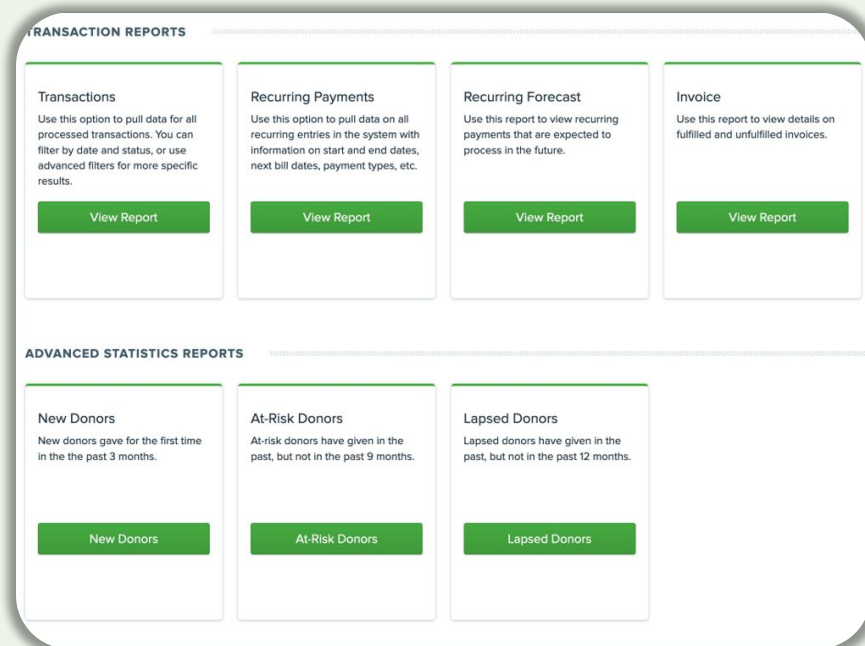 TRANSACTION REPORTS
Transactions
Use this option to pull data for all
processed transactions. You can
filter by date and status, or use
advanced filters for more specific
results.
View Report
Recurring Payments
Use this option to pull data on all
recurring entries in the system with
information on start and end dates,
next bill dates, payment types, etc.
View Report
Recurring Forecast
Use this report to view recurring
payments that are expected to
process in the future.
View Report
Invoice
Use this report to view details on
fulfilled and unfulfilled invoices.
View Report
ADVANCED STATISTICS REPORTS
New Donors
New donors gave for the first time
in the the past 3 months.
New Donors
At-Risk Donors
At-risk donors have given in the
past, but not in the past 9 months.
At-Risk Donors
Lapsed Donors
Lapsed donors have given in the
past, but not in the past 12 months.
Lapsed Donors